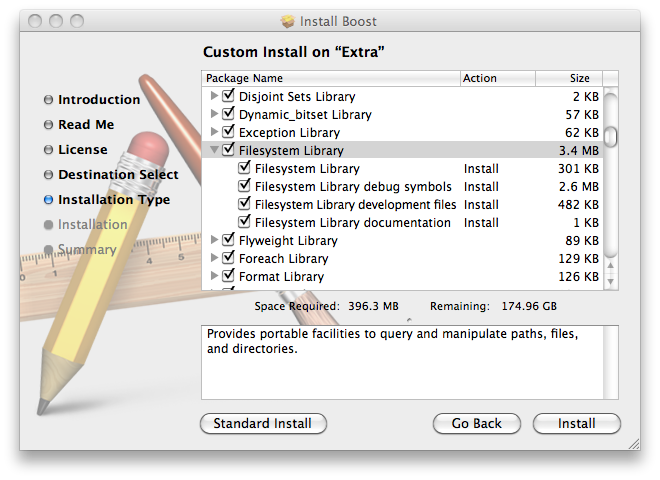 Install Boost
Custom Install on “Extra”
Introduction
Read Me
License
Destination Select
Installation Type
Installation
Summary
Package Name Action Size
Disjoint Sets Library 2 KB
Dynamic_bitset Library 57 KB
Exception Library 62 KB
Filesystem Library 3.4 MB
Filesystem Library Install 301 KB
Filesystem Library debug symbols Install 2.6 MB
Filesystem Library development files Install 482 KB
Filesystem Library documentation Install 1 KB
Flyweight Library 89 KB
Foreach Library 129 KB
Format Library 126 KB
Space Required: 396.3 MB Remaining: 174.96 GB
Provides portable facilities to query and manipulate paths, files,
and directories.
Standard Install Go Back Install
0 1 4 5